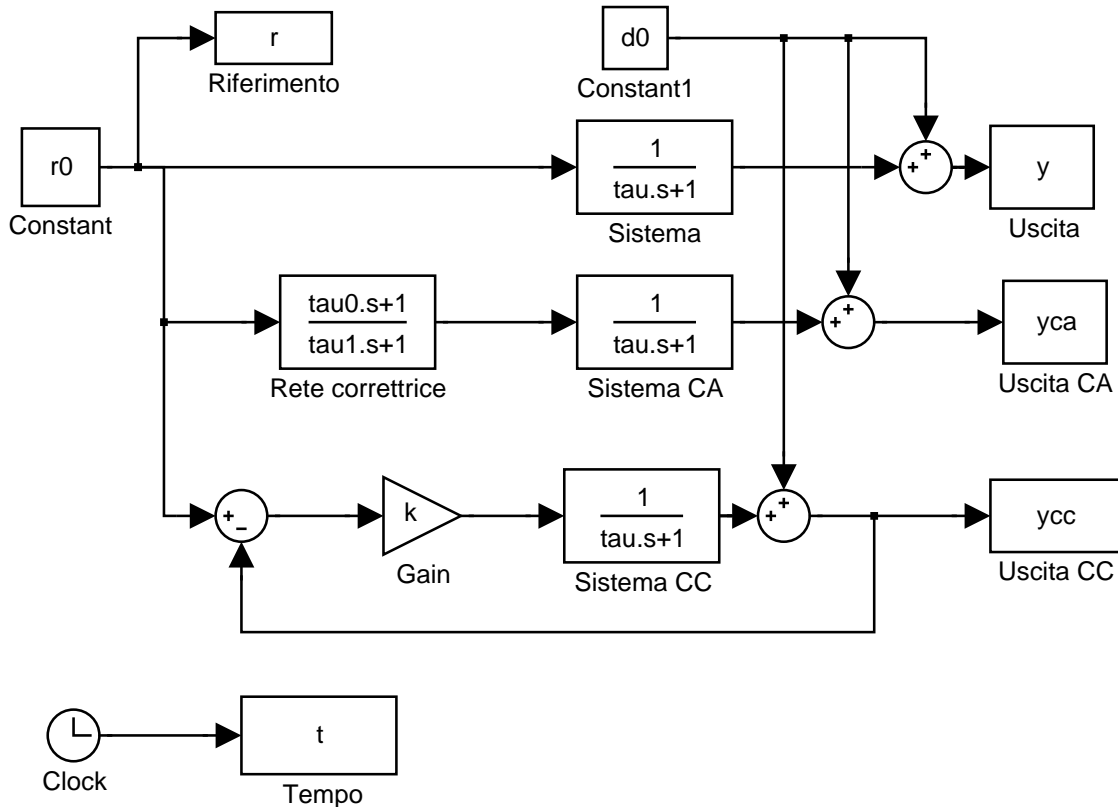 r
Riferimento
d0
Constant1
r0
Constant
1
tau.s+1
Sistema
+
+
y
Uscita
tau0.s+1
tau1.s+1
Rete correttrice
1
tau.s+1
Sistema CA
+
+
yca
Uscita CA
+
−
k
Gain
1
tau.s+1
Sistema CC
+
+
ycc
Uscita CC
Clock
t
Tempo